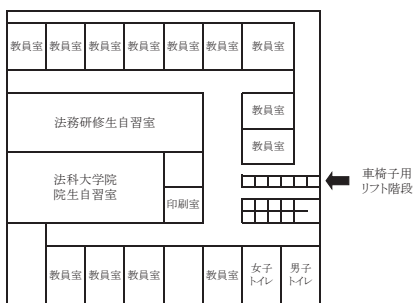 教員室 教員室 教員室 教員室 教員室 教員室 教員室
教員室
法務研修生自習室
教員室
法科大学院
院生自習室
車椅子用
リフト階段
印刷室
教員室 教員室 教員室 教員室
女子
トイレ
男子
トイレ